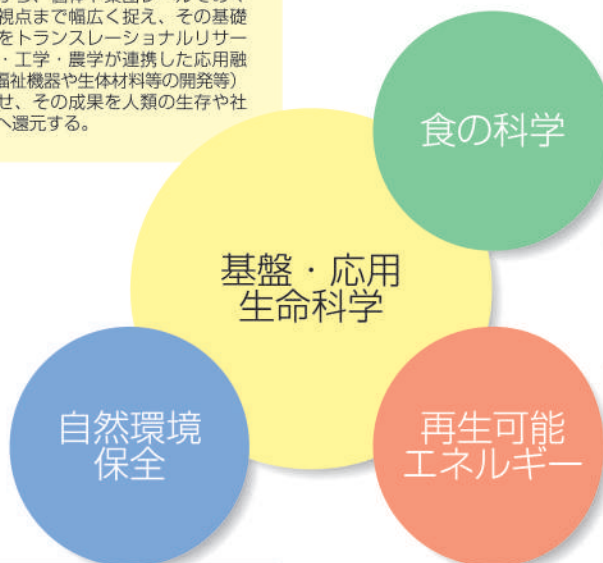 視点まで幅広く捉え、その基礎
をトランスレーショナルリサー
・工学・農学が連携した応用融
福祉機器や生体材料等の開発等)
せ、その成果を人類の生存や社
へ還元する。
食の科学
基盤・応用
生命科学
自然環境
保全
再生可能
エネルギー